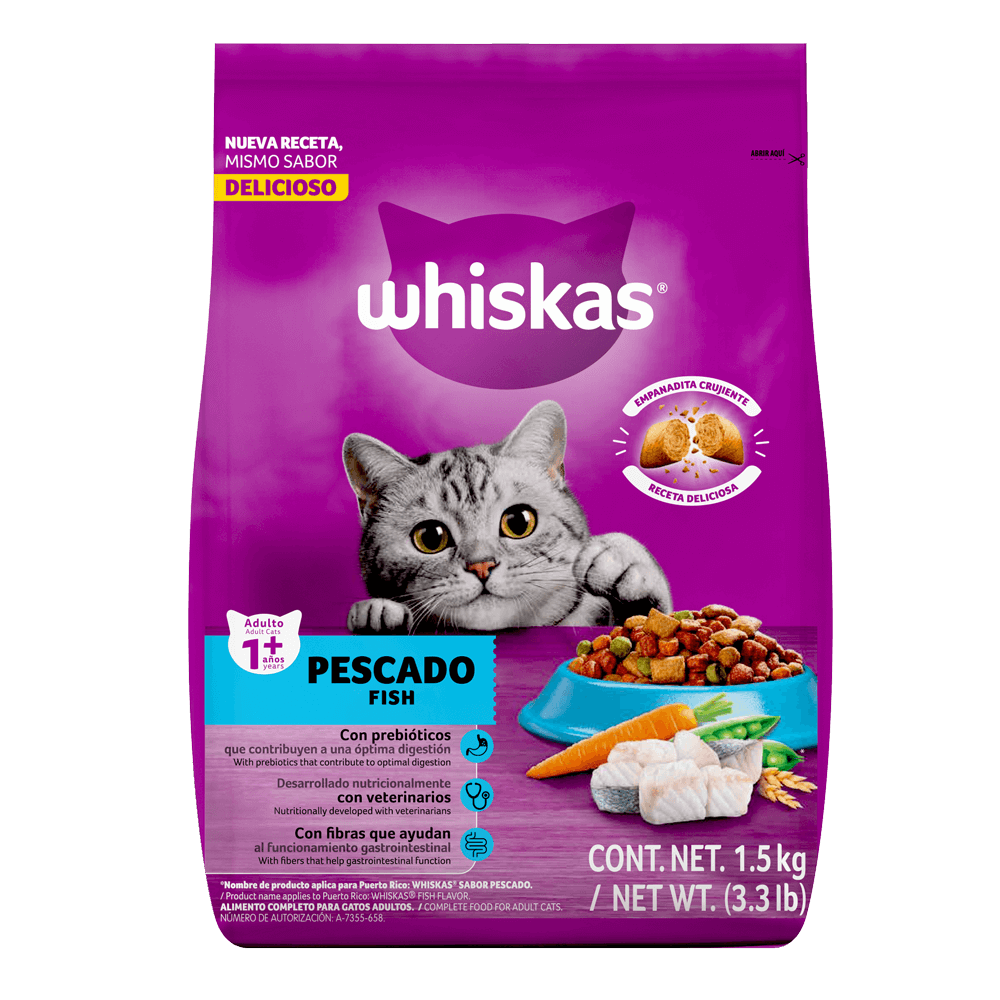 NUEVA RECETA,
MISMO SABOR
DELICIOSO
ABRIR AQUÍ
whiskas®
EMPANADITA CRUJIENTE
RECETA DELICIOSA
Adulto
Adult Cats
1+
años
years
PESCADO
FISH
Con prebióticos
que contribuyen a una óptima digestión
With prebiotics that contribute to optimal digestion
Desarrollado nutricionalmente
con veterinarios
Nutritionally developed with veterinarians
Con fibras que ayudan
al funcionamiento gastrointestinal
With fibers that help gastrointestinal function
*
CONT. NET. 1.5 kg
/ NET WT. (3.3 lb)
*Nombre de producto aplica para Puerto Rico: WHISKAS® SABOR PESCADO.
/ Product name applies to Puerto Rico: WHISKAS® FISH FLAVOR.
ALIMENTO COMPLETO PARA GATOS ADULTOS. / COMPLETE FOOD FOR ADULT CATS.
NÚMERO DE AUTORIZACIÓN: A-7355-658.